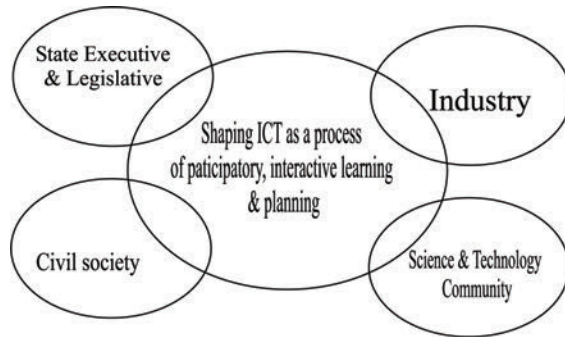 State Executive
& Legislative
Industry
Shaping ICT as a process
of paticipatory, interactive learning
& planning
Civil society
Science & Technology
Community